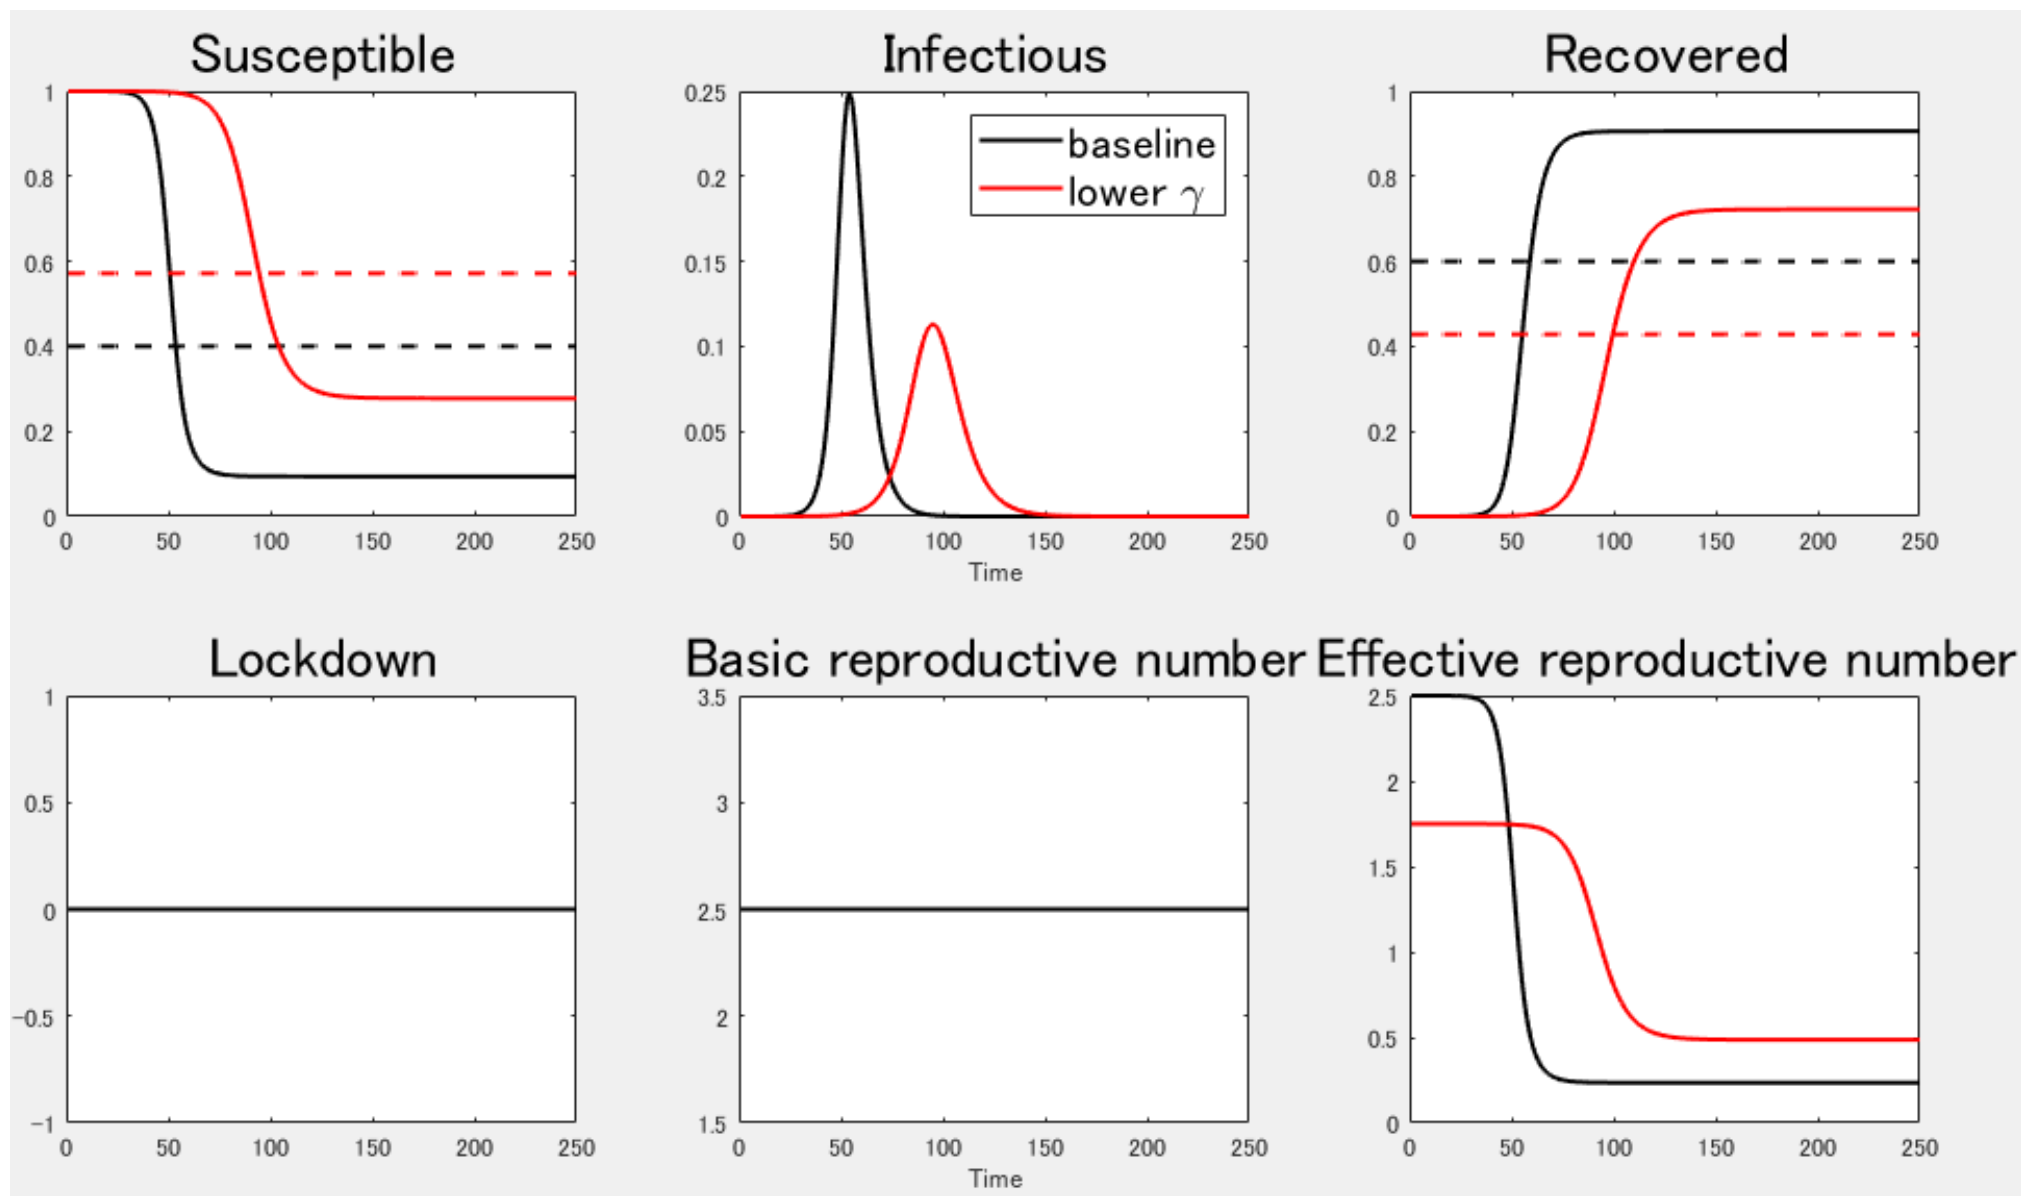 Susceptible
1
0.8
0.6
0.4
0.2
0
0 50 100 150 200 250
Infectious
0.25
0.2
0.15
0.1
0.05
0
0 50 100 150 200 250
Time
baseline
lower γ
Recovered
1
0.8
0.6
0.4
0.2
0
0 50 100 150 200 250
Lockdown
1
0.5
0
-0.5
-1
0 50 100 150 200 250
Basic reproductive number
3.5
3
2.5
2
1.5
0 50 100 150 200 250
Time
Effective reproductive number
2.5
2
1.5
1
0.5
0
0 50 100 150 200 250